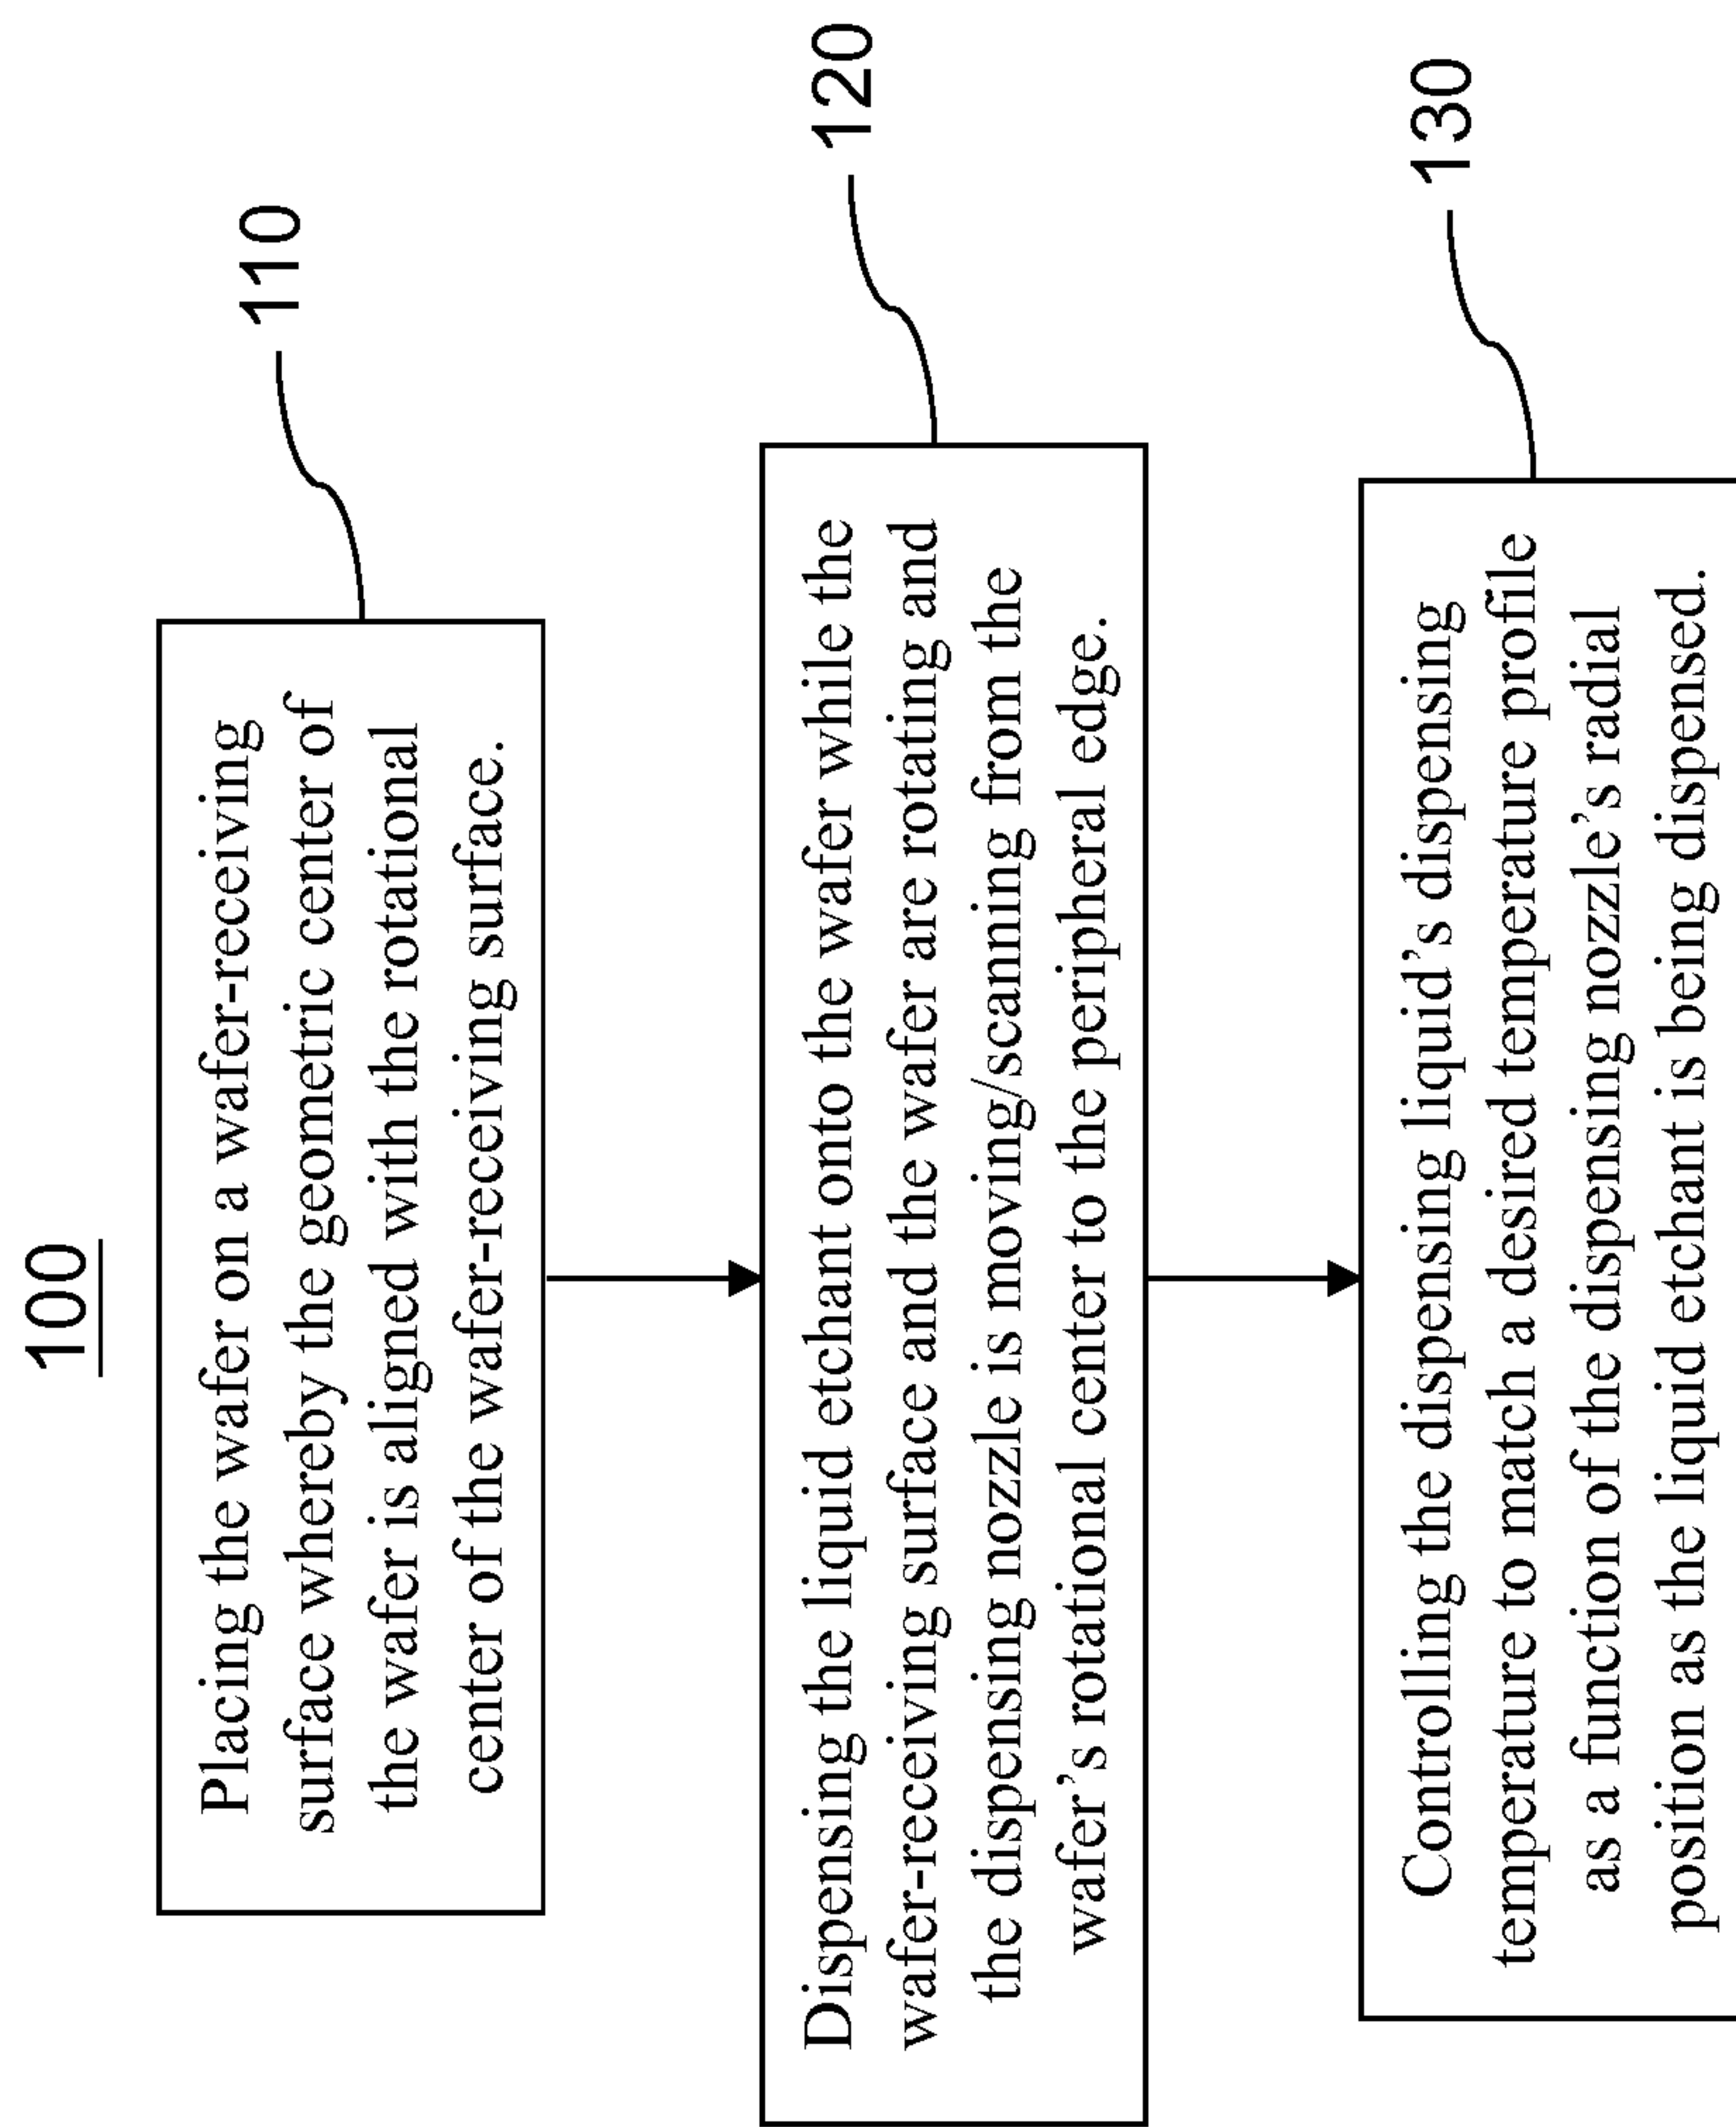 100
Placing the wafer on a wafer-receiving
surface whereby the geometric center of
the wafer is aligned with the rotational
center of the wafer-receiving surface.
110
Dispensing the liquid etchant onto the wafer while the
wafer-receiving surface and the wafer are rotating and
the dispensing nozzle is moving/scanning from the
wafer's rotational center to the peripheral edge.
120
Controlling the dispensing liquid's dispensing
temperature to match a desired temperature profile
as a function of the dispensing nozzle's radial
position as the liquid etchant is being dispensed.
130